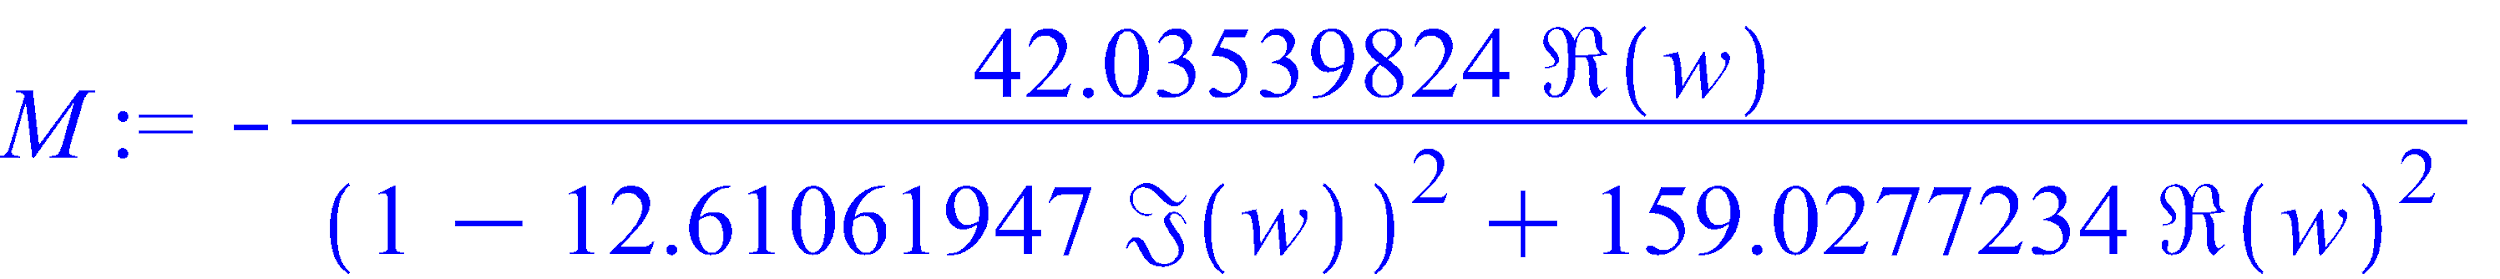 M := - 42.03539824 ℜ(w) / ((1 − 12.61061947 ℑ(w))² + 159.0277234 ℜ(w)²)